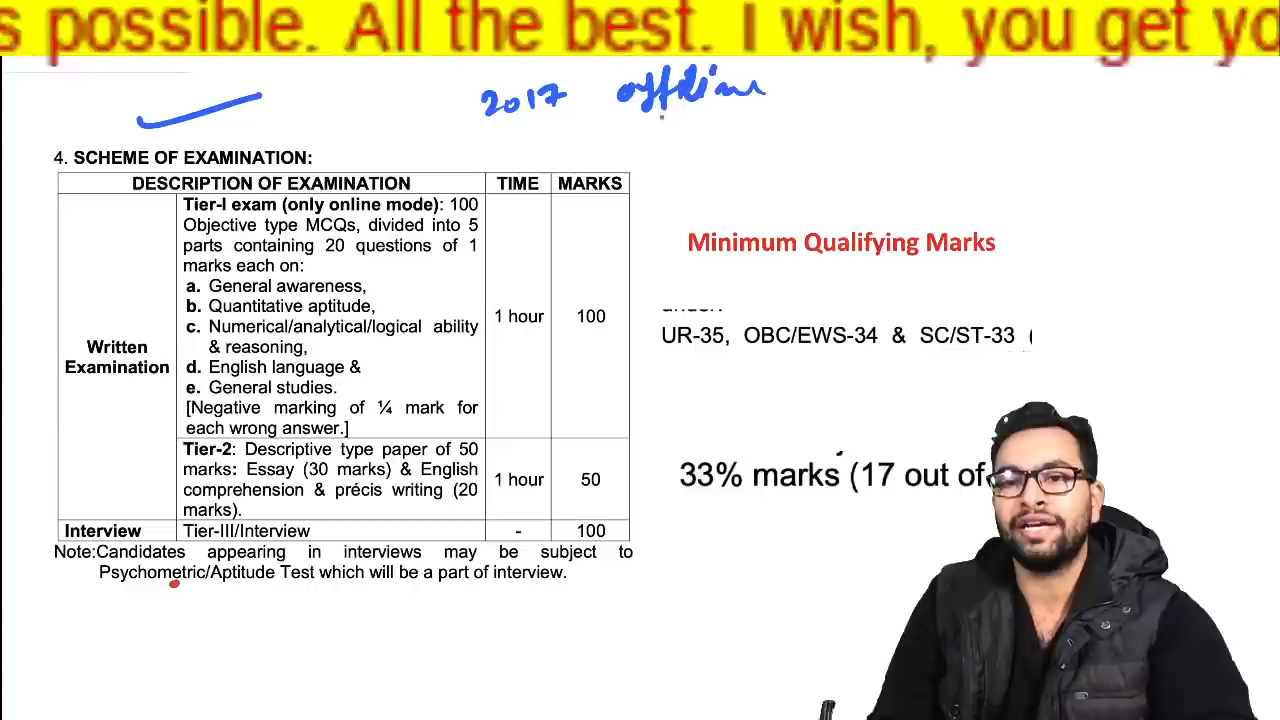 s possible. All the best. I wish, you get yo
2017 offline
4. SCHEME OF EXAMINATION:
DESCRIPTION OF EXAMINATION TIME MARKS
Written Examination
Tier-I exam (only online mode): 100
Objective type MCQs, divided into 5
parts containing 20 questions of 1
marks each on:
a. General awareness,
b. Quantitative aptitude,
c. Numerical/analytical/logical ability
& reasoning,
d. English language &
e. General studies.
[Negative marking of ¼ mark for
each wrong answer.]
1 hour 100
Tier-2: Descriptive type paper of 50
marks: Essay (30 marks) & English
comprehension & précis writing (20
marks).
1 hour 50
Interview Tier-III/Interview - 100
Note:Candidates appearing in interviews may be subject to
Psychometric/Aptitude Test which will be a part of interview.
Minimum Qualifying Marks
UR-35, OBC/EWS-34 & SC/ST-33 (
33% marks (17 out of